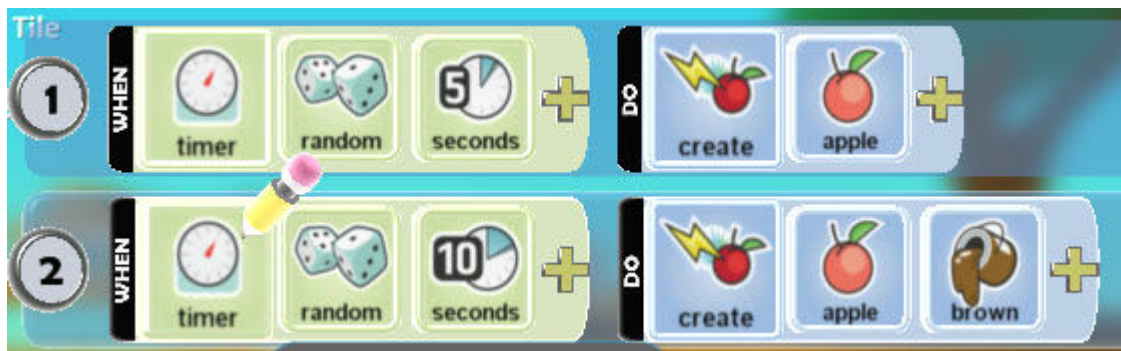 Tile
1 WHEN timer random 5 seconds DO create apple
2 WHEN timer random 10 seconds DO create apple brown